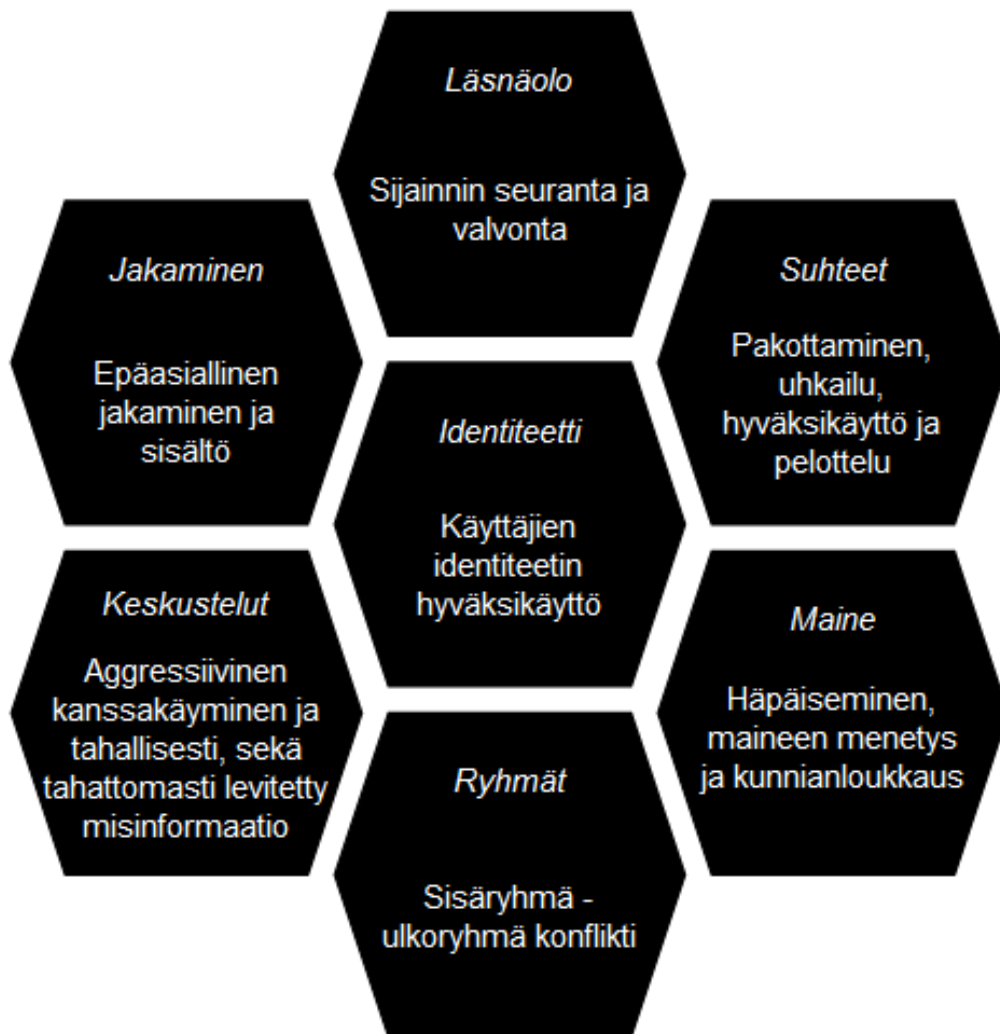 Läsnäolo
Sijainnin seuranta ja
valvonta
Jakaminen
Epäasiallinen
jakaminen ja
sisältö
Suhteet
Pakottaminen,
uhkailu,
hyväksikäyttö ja
pelottelu
Identiteetti
Käyttäjien
identiteetin
hyväksikäyttö
Keskustelut
Aggressiivinen
kanssakäyminen ja
tahallisesti, sekä
tahattomasti levitetty
misinformaatio
Maine
Häpäiseminen,
maineen menetys
ja kunnianloukkaus
Ryhmät
Sisäryhmä -
ulkoryhmä konflikti